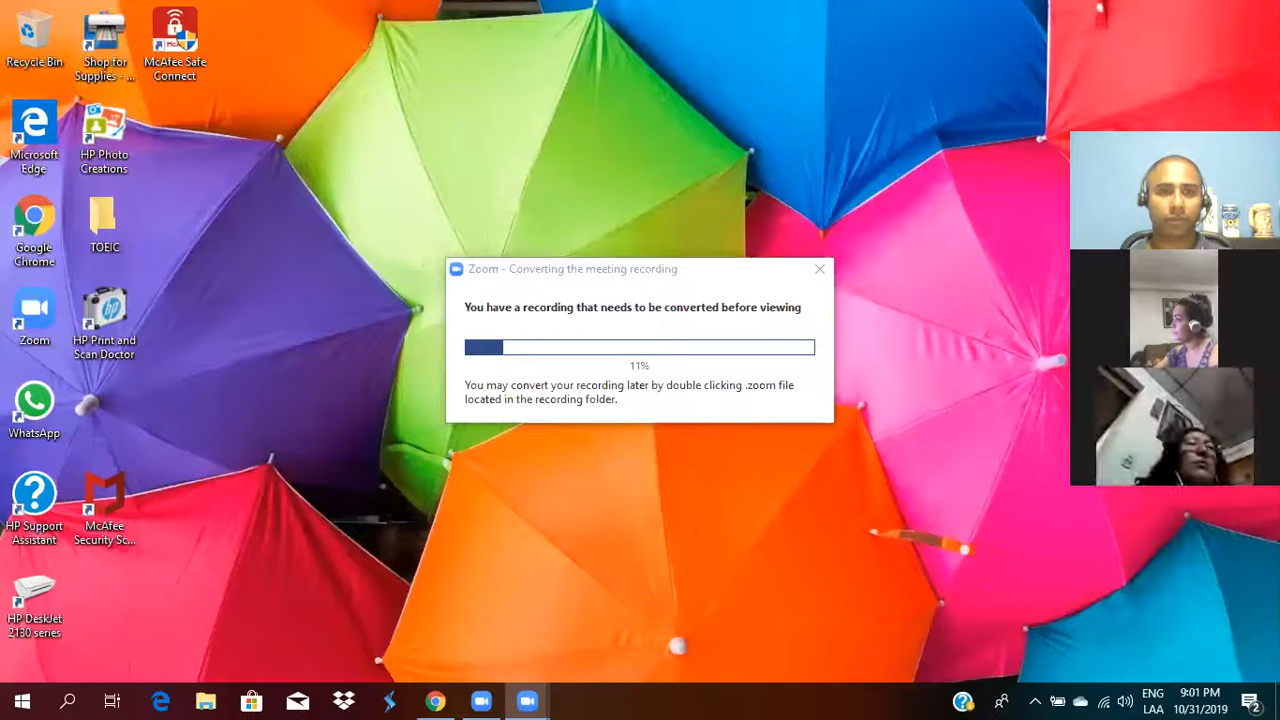 Recycle Bin
Shop for
Supplies - ...
McAfee Safe
Connect
Microsoft
Edge
HP Photo
Creations
Google
Chrome
TOEIC
Zoom
HP Print and
Scan Doctor
WhatsApp
HP Support
Assistant
McAfee
Security Sc...
HP DeskJet
2130 series
Zoom - Converting the meeting recording
You have a recording that needs to be converted before viewing
11%
You may convert your recording later by double clicking .zoom file
located in the recording folder.
ENG
LAA
9:01 PM
10/31/2019
2